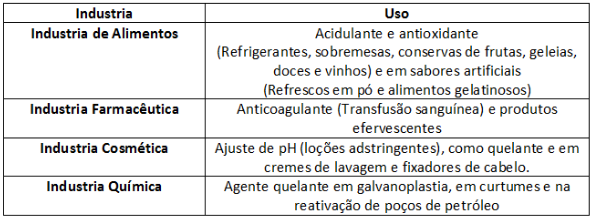 Industria Uso
Industria de Alimentos Acidulante e antioxidante
(Refrigerantes, sobremesas, conservas de frutas, geleias,
doces e vinhos) e em sabores artificiais
(Refrescos em pó e alimentos gelatinosos)
Industria Farmacêutica Anticoagulante (Transfusão sanguínea) e produtos
efervescentes
Industria Cosmética Ajuste de pH (loções adstringentes), como quelante e em
cremes de lavagem e fixadores de cabelo.
Industria Química Agente quelante em galvanoplastia, em curtumes e na
reativação de poços de petróleo